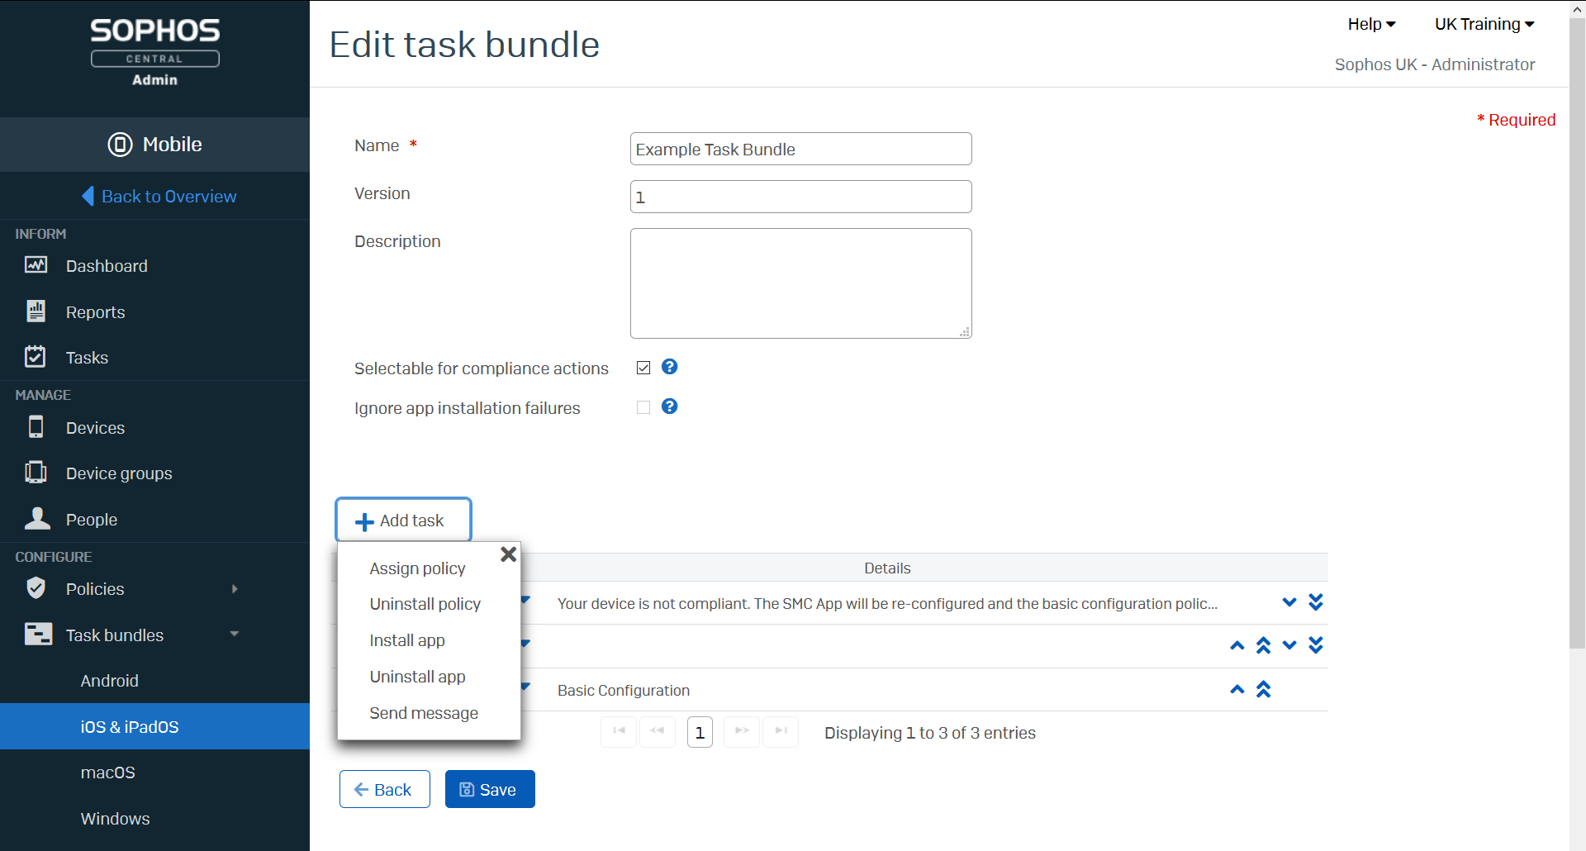 SOPHOS
CENTRAL
Admin
Mobile
Back to Overview
INFORM
Dashboard
Reports
Tasks
MANAGE
Devices
Device groups
People
CONFIGURE
Policies
Task bundles
Android
iOS & iPadOS
macOS
Windows
Edit task bundle
Help
UK Training
Sophos UK - Administrator
* Required
Name *
Example Task Bundle
Version
1
Description
Selectable for compliance actions
Ignore app installation failures
Add task
Assign policy
Uninstall policy
Install app
Uninstall app
Send message
Details
Your device is not compliant. The SMC App will be re-configured and the basic configuration polic...
Basic Configuration
1
Displaying 1 to 3 of 3 entries
Back
Save